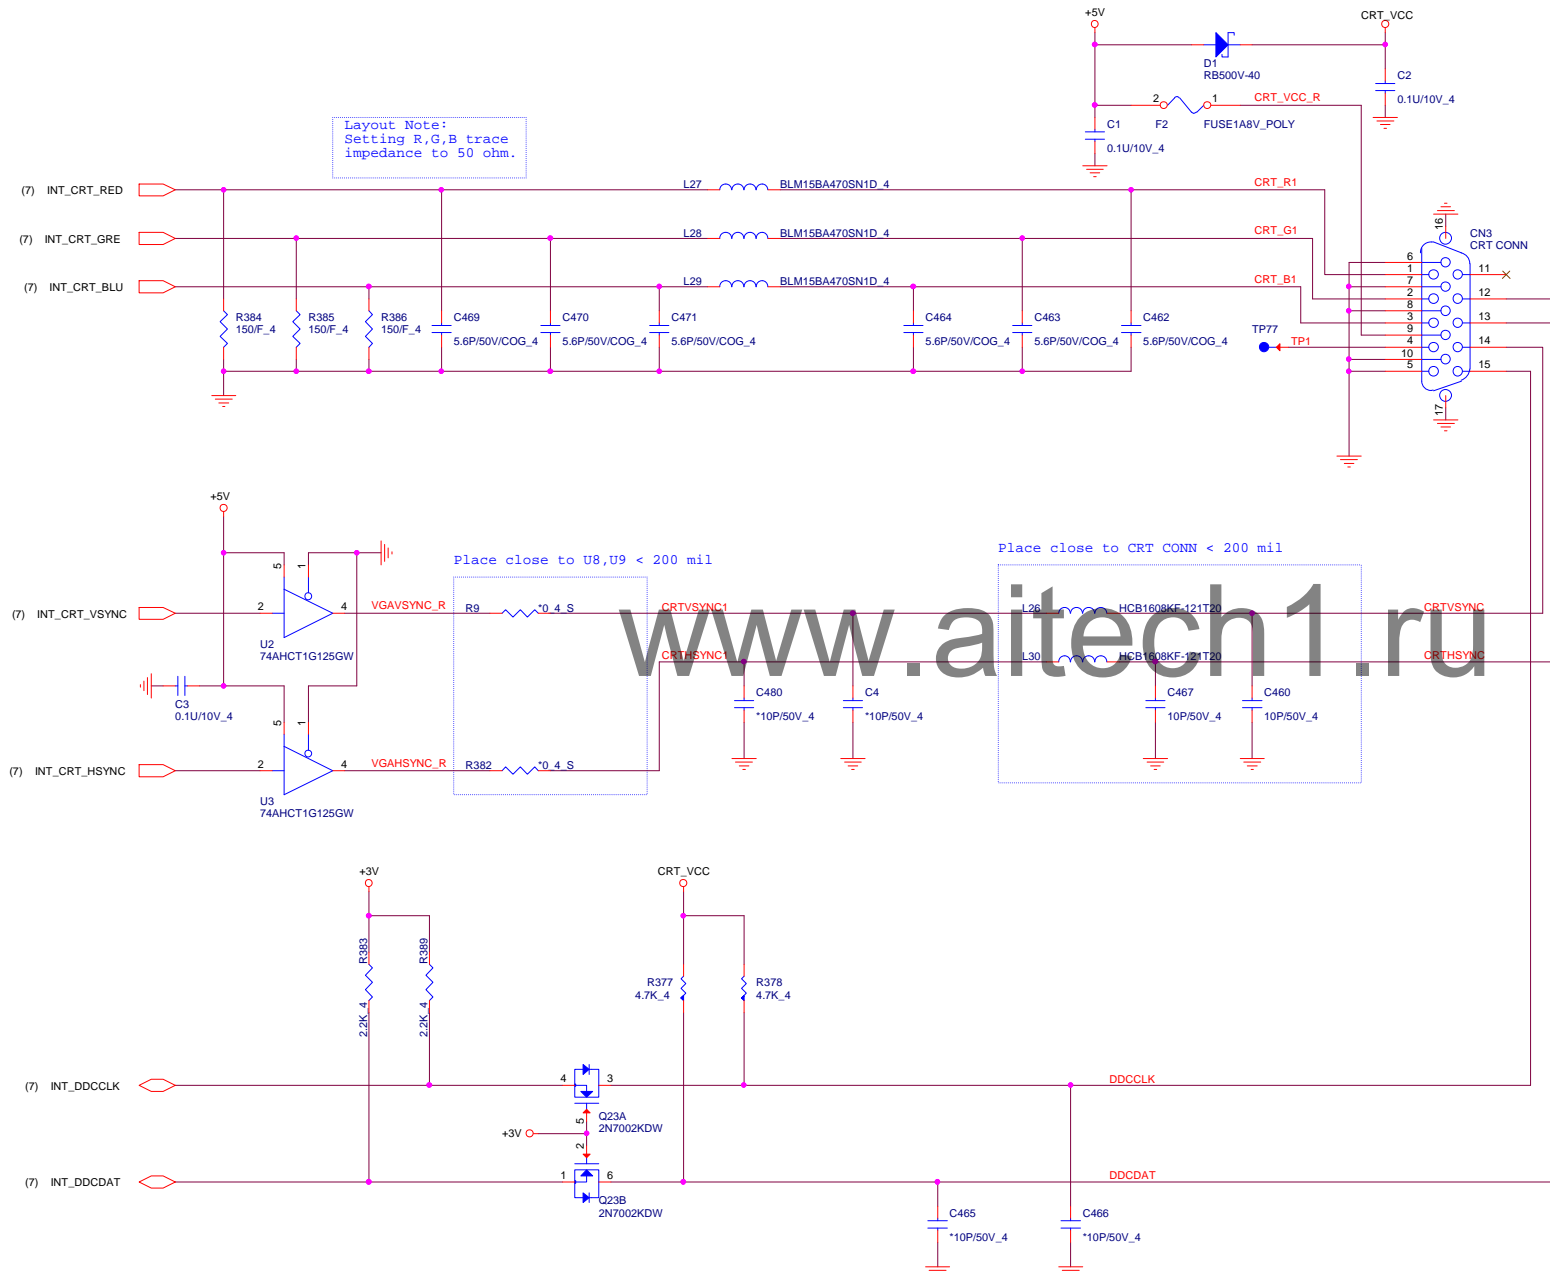 +5V
CRT_VCC
D1
RB500V-40
C2
0.1U/10V_4
2
1
CRT_VCC_R
C1
F2
FUSE1A8V_POLY
0.1U/10V_4
Layout Note:
Setting R,G,B trace
impedance to 50 ohm.
(7) INT_CRT_RED
L27
BLM15BA470SN1D_4
CRT_R1
(7) INT_CRT_GRE
L28
BLM15BA470SN1D_4
CRT_G1
(7) INT_CRT_BLU
L29
BLM15BA470SN1D_4
CRT_B1
16
CN3
CRT CONN
6
1
7
2
8
3
9
4
10
5
11
12
13
14
15
17
R384
150/F_4
R385
150/F_4
R386
150/F_4
C469
5.6P/50V/COG_4
C470
5.6P/50V/COG_4
C471
5.6P/50V/COG_4
C464
5.6P/50V/COG_4
C463
5.6P/50V/COG_4
C462
5.6P/50V/COG_4
TP77
TP1
+5V
5
1
(7) INT_CRT_VSYNC
2
4
VGAVSYNC_R
U2
74AHCT1G125GW
Place close to U8,U9 < 200 mil
R9
*0_4_S
CRTVSYNC1
Place close to CRT CONN < 200 mil
L26
HCB1608KF-121T20
CRTVSYNC
CRTHSYNC1
L30
HCB1608KF-121T20
CRTHSYNC
www.aitech1.ru
C3
0.1U/10V_4
C480
*10P/50V_4
C4
*10P/50V_4
C467
10P/50V_4
C460
10P/50V_4
5
1
(7) INT_CRT_HSYNC
2
4
VGAHSYNC_R
R382
*0_4_S
U3
74AHCT1G125GW
+3V
CRT_VCC
R383
2.2K_4
R389
2.2K_4
R377
4.7K_4
R378
4.7K_4
(7) INT_DDCCLK
4
3
DDCCLK
5
Q23A
2N7002KDW
+3V
2
(7) INT_DDCDAT
1
6
DDCDAT
Q23B
2N7002KDW
C465
*10P/50V_4
C466
*10P/50V_4